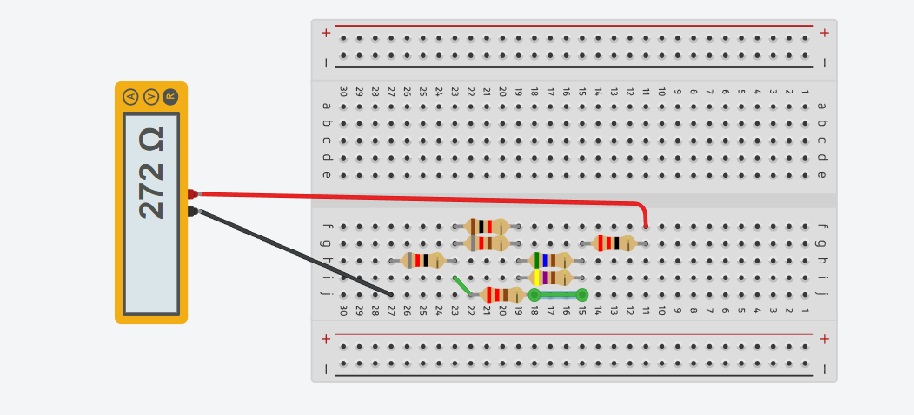 A V R
272 Ω
+ +
- -
30 29 28 27 26 25 24 23 22 21 20 19 18 17 16 15 14 13 12 11 10 9 8 7 6 5 4 3 2 1
a a
b b
c c
d d
e e
f f
g g
h h
i i
j j
30 29 28 27 26 25 24 23 22 21 20 19 18 17 16 15 14 13 12 11 10 9 8 7 6 5 4 3 2 1
+ +
- -